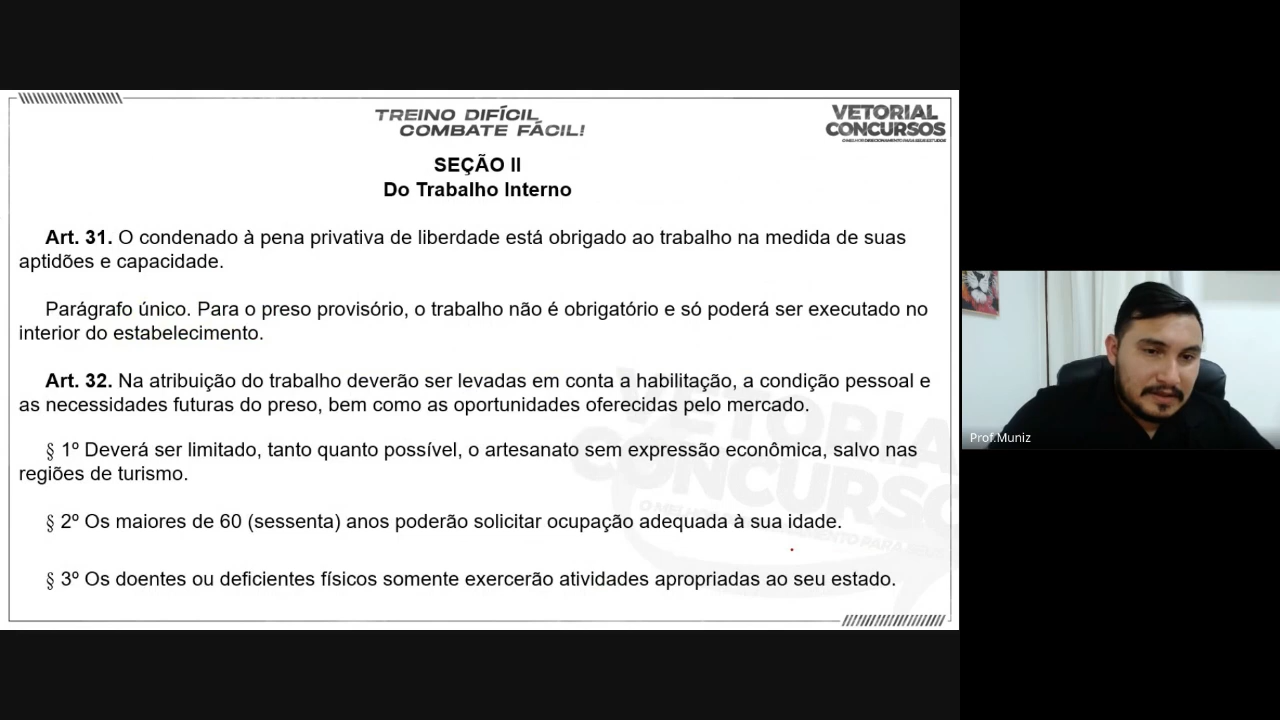 TREINO DIFÍCIL
COMBATE FÁCIL!
VETORIAL
CONCURSOS
O MELHOR DIRECIONAMENTO PARA SEUS ESTUDOS
SEÇÃO II
Do Trabalho Interno
Art. 31. O condenado à pena privativa de liberdade está obrigado ao trabalho na medida de suas
aptidões e capacidade.
Parágrafo único. Para o preso provisório, o trabalho não é obrigatório e só poderá ser executado no
interior do estabelecimento.
Art. 32. Na atribuição do trabalho deverão ser levadas em conta a habilitação, a condição pessoal e
as necessidades futuras do preso, bem como as oportunidades oferecidas pelo mercado.
§ 1º Deverá ser limitado, tanto quanto possível, o artesanato sem expressão econômica, salvo nas
regiões de turismo.
§ 2º Os maiores de 60 (sessenta) anos poderão solicitar ocupação adequada à sua idade.
§ 3º Os doentes ou deficientes físicos somente exercerão atividades apropriadas ao seu estado.
Prof.Muniz